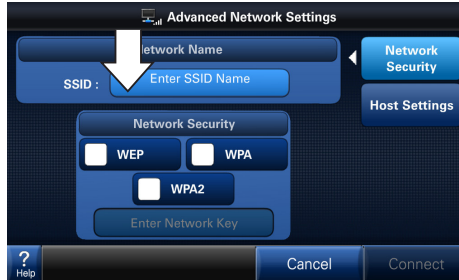 Advanced Network Settings
Network Name
SSID :
Enter SSID Name
Network
Security
Host Settings
Network Security
WEP
WPA
WPA2
Enter Network Key
?
Help
Cancel
Connect